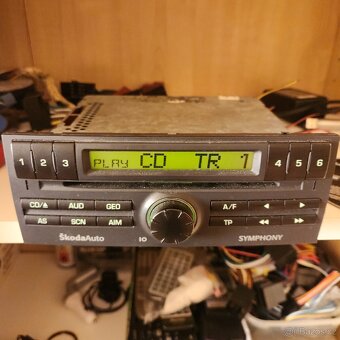 1 2 3 PLAY CD TR 1 4 5 6
CD/▲ AUD GEO A/F ◄ ►
AS SCN AIM TP ◄◄ ►►
ŠkodaAuto IO SYMPHONY